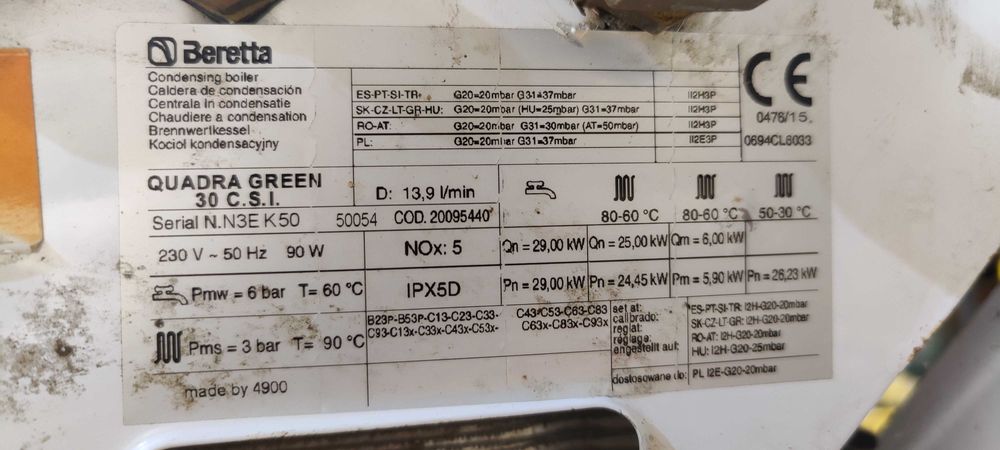 Beretta
Condensing boiler
Caldera de condensación
Centrala in condensatie
Chaudiere a condensation
Brennwertkessel
Kocioł kondensacyjny
ES-PT-SI-TR: G20=20mbar G31=37mbar II2H3P
SK-CZ-LT-GR-HU: G20=20mbar (HU=25mbar) G31=37mbar II2H3P
RO-AT: G20=20mbar G31=30mbar (AT=50mbar) II2H3P
PL: G20=20mbar G31=37mbar II2E3P
CE
0476/15
0694CL6033
QUADRA GREEN
30 C.S.I.
D: 13,9 l/min
80-60 °C 80-60 °C 50-30 °C
Serial N.N3E K50 50054 COD. 20095440
230 V ~ 50 Hz 90 W NOx: 5 Qn = 29,00 kW Qn = 25,00 kW Qm = 6,00 kW
Pmw = 6 bar T= 60 °C IPX5D Pn = 29,00 kW Pn = 24,45 kW Pm = 5,90 kW Pn = 26,23 kW
Pms = 3 bar T= 90 °C
B23P-B53P-C13-C23-C33- C43-C53-C63-C83
C93-C13x-C33x-C43x-C53x- C63x-C83x-C93x
set at:
calibrado:
reglat:
réglage:
engestellt auf:
ES-PT-SI-TR: I2H-G20-20mbar
SK-CZ-LT-GR: I2H-G20-20mbar
RO-AT: I2H-G20-20mbar
HU: I2H-G20-25mbar
dostosowane do: PL I2E-G20-20mbar
made by 4900